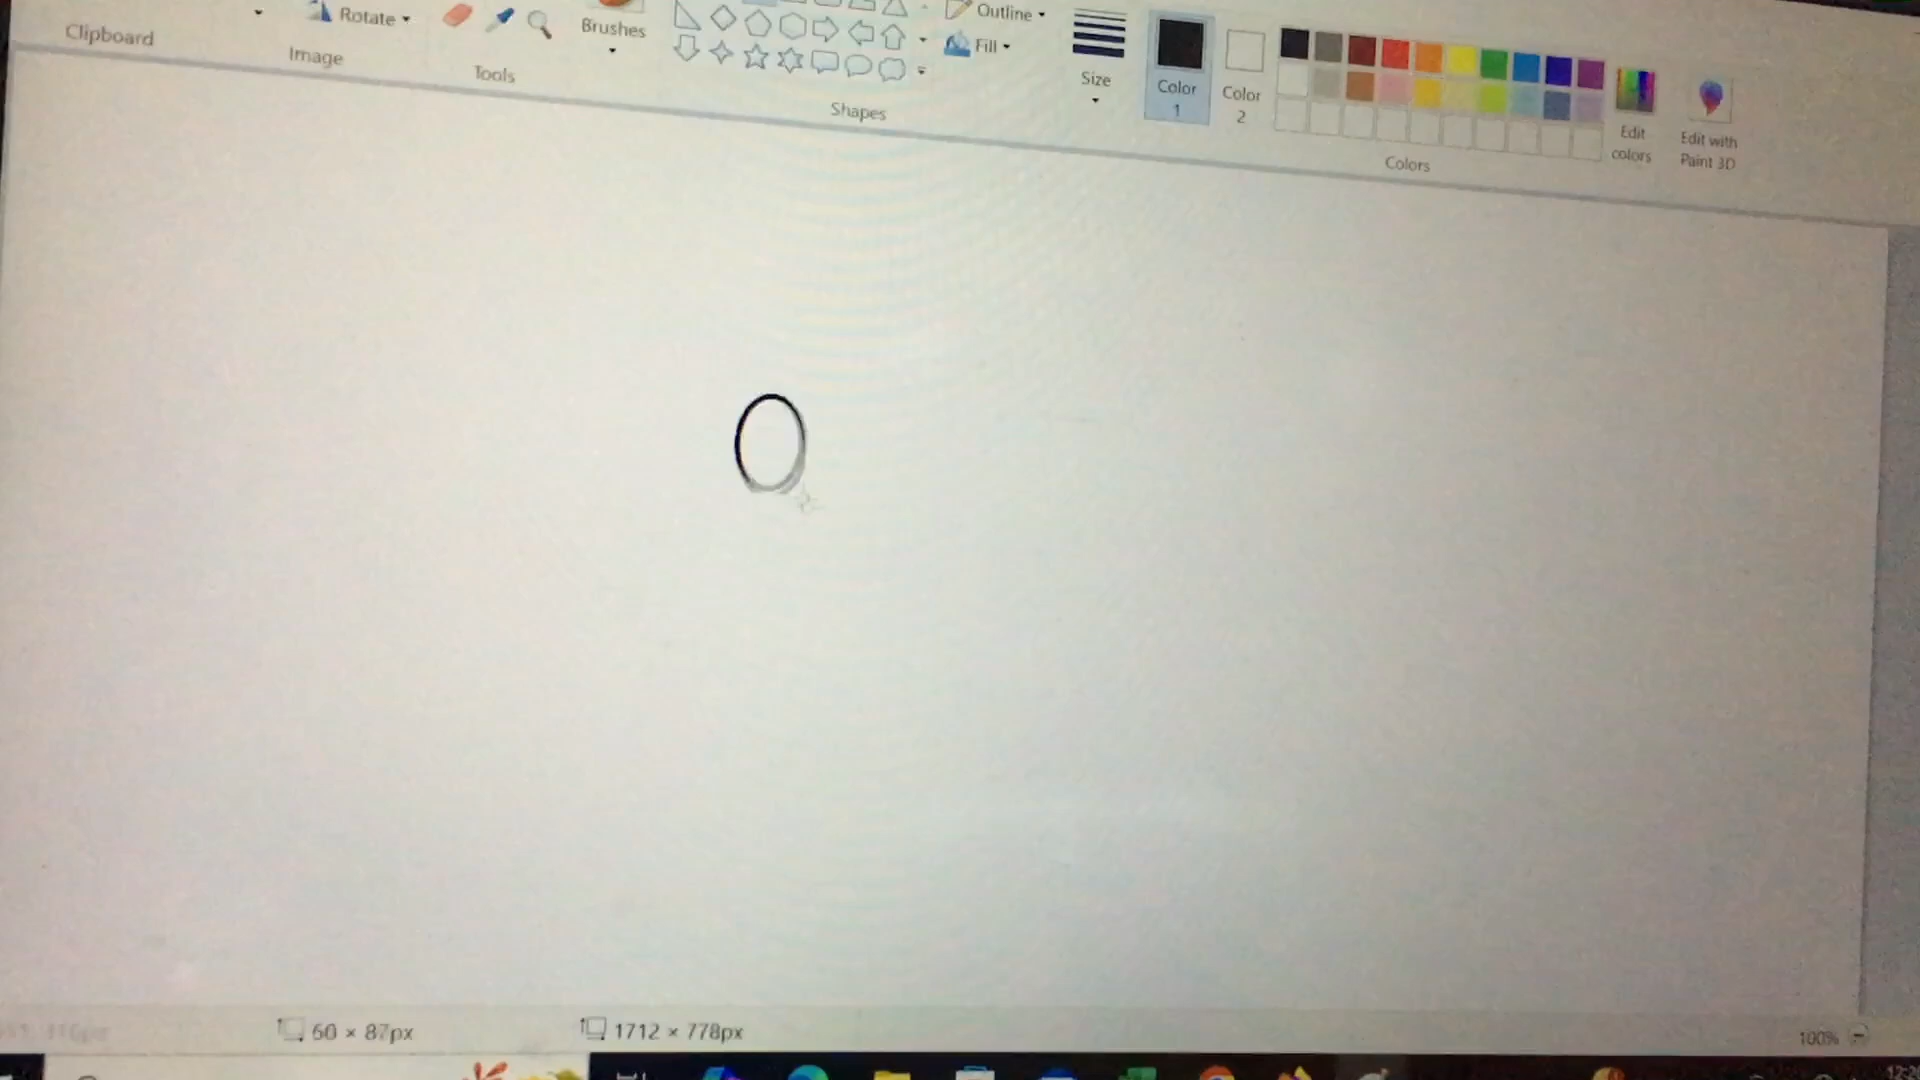 Clipboard
Rotate
Image
Tools
Brushes
Shapes
Outline
Fill
Size
Color
1
Color
2
Colors
Edit
colors
Edit with
Paint 3D
60 × 87px
1712 × 778px
100%